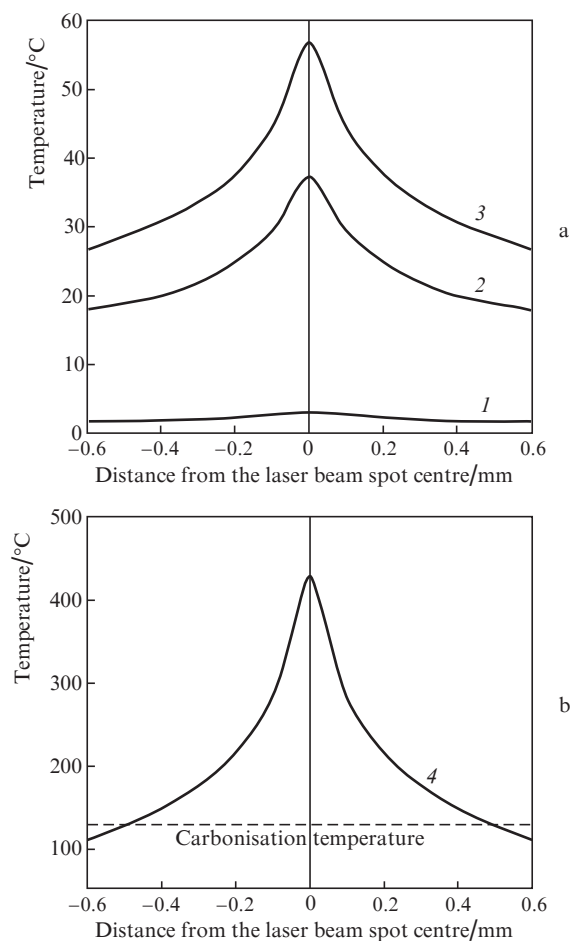 60
50
40
30
20
10
0
Temperature/°C
3
2
1
a
−0.6 −0.4 −0.2 0 0.2 0.4 0.6
Distance from the laser beam spot centre/mm
500
400
300
200
100
Temperature/°C
4
b
Carbonisation temperature
−0.6 −0.4 −0.2 0 0.2 0.4 0.6
Distance from the laser beam spot centre/mm